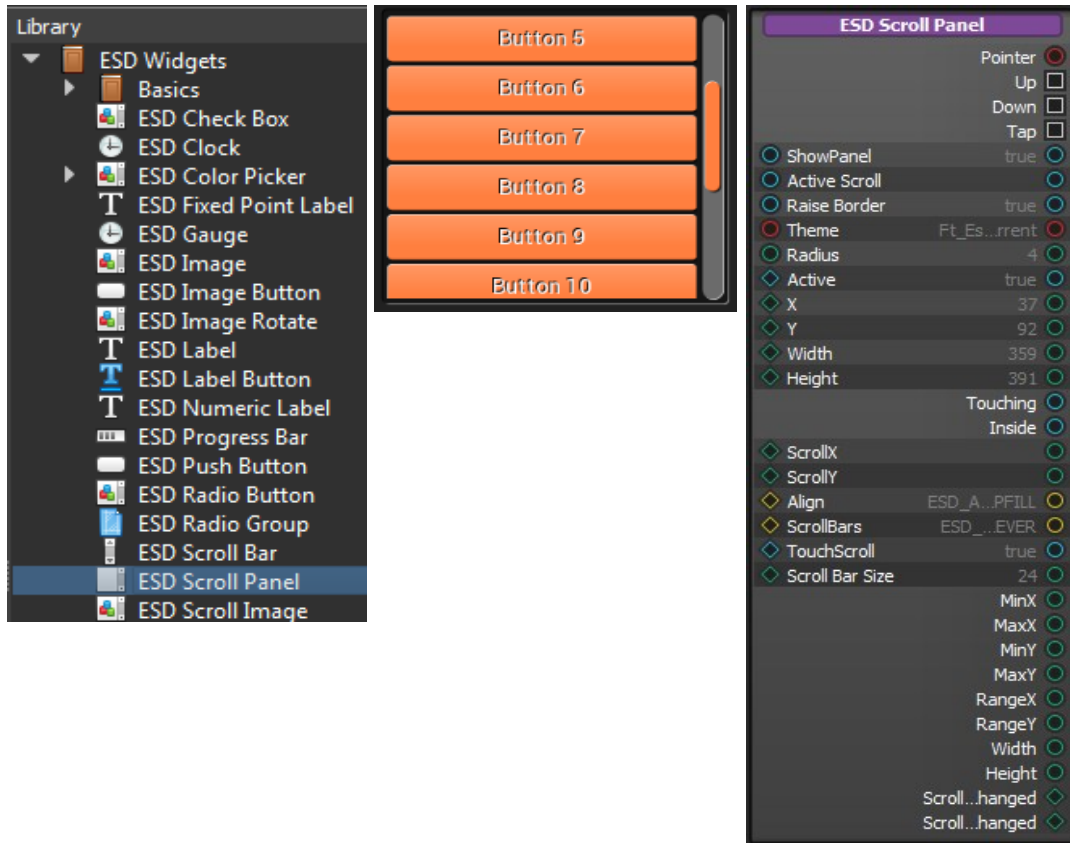 Library
ESD Widgets
Basics
ESD Check Box
ESD Clock
ESD Color Picker
ESD Fixed Point Label
ESD Gauge
ESD Image
ESD Image Button
ESD Image Rotate
ESD Label
ESD Label Button
ESD Numeric Label
ESD Progress Bar
ESD Push Button
ESD Radio Button
ESD Radio Group
ESD Scroll Bar
ESD Scroll Panel
ESD Scroll Image
Button 5
Button 6
Button 7
Button 8
Button 9
Button 10
ESD Scroll Panel
Pointer
Up
Down
Tap
ShowPanel true
Active Scroll
Raise Border true
Theme Ft_Es...rrent
Radius 4
Active true
X 37
Y 92
Width 359
Height 391
Touching
Inside
ScrollX
ScrollY
Align ESD_A...PFILL
ScrollBars ESD_...EVER
TouchScroll true
Scroll Bar Size 24
MinX
MaxX
MinY
MaxY
RangeX
RangeY
Width
Height
Scroll...hanged
Scroll...hanged